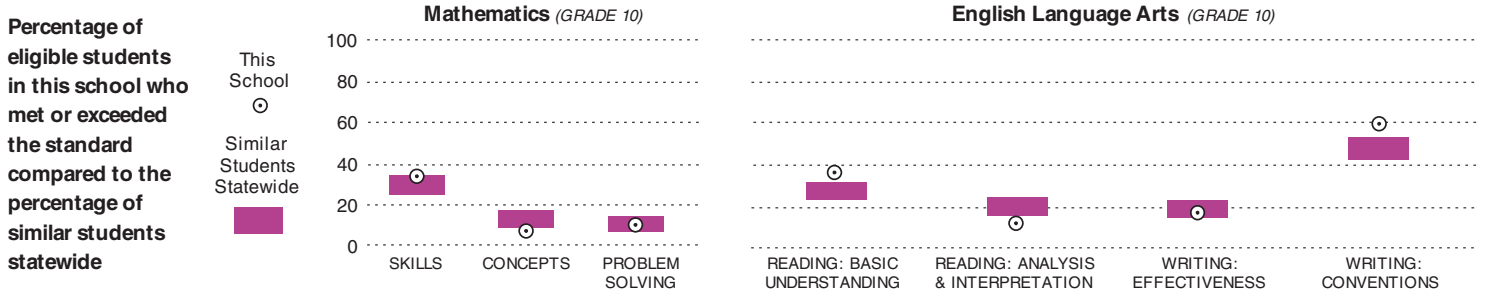 Percentage of
eligible students
in this school who
met or exceeded
the standard
compared to the
percentage of
similar students
statewide
This
School
Similar
Students
Statewide
Mathematics (GRADE 10)
100
80
60
40
20
0
SKILLS
CONCEPTS
PROBLEM
SOLVING
English Language Arts (GRADE 10)
READING: BASIC
UNDERSTANDING
READING: ANALYSIS
& INTERPRETATION
WRITING:
EFFECTIVENESS
WRITING:
CONVENTIONS